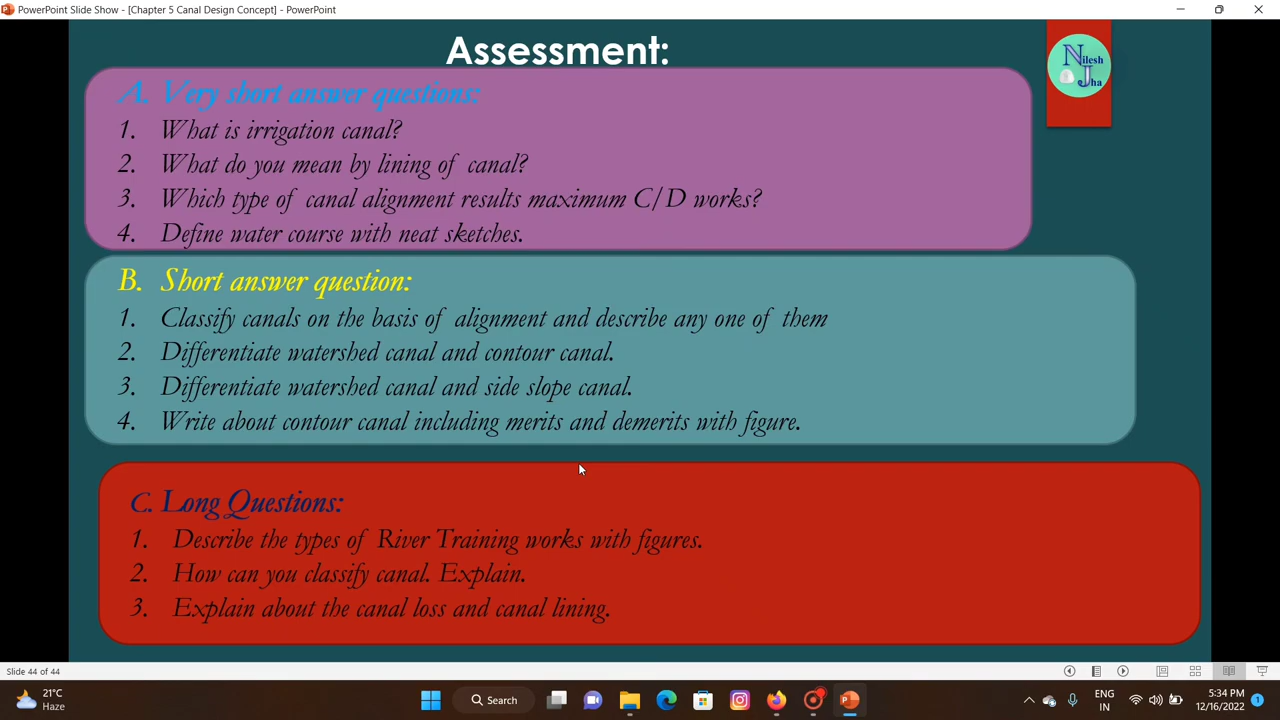 PowerPoint Slide Show - [Chapter 5 Canal Design Concept] - PowerPoint
Assessment:
Nilesh
Jha
A. Very short answer questions:
1. What is irrigation canal?
2. What do you mean by lining of canal?
3. Which type of canal alignment results maximum C/D works?
4. Define water course with neat sketches.
B. Short answer question:
1. Classify canals on the basis of alignment and describe any one of them
2. Differentiate watershed canal and contour canal.
3. Differentiate watershed canal and side slope canal.
4. Write about contour canal including merits and demerits with figure.
C. Long Questions:
1. Describe the types of River Training works with figures.
2. How can you classify canal. Explain.
3. Explain about the canal loss and canal lining.
Slide 44 of 44
21°C
Haze
Search
ENG
IN
5:34 PM
12/16/2022
1